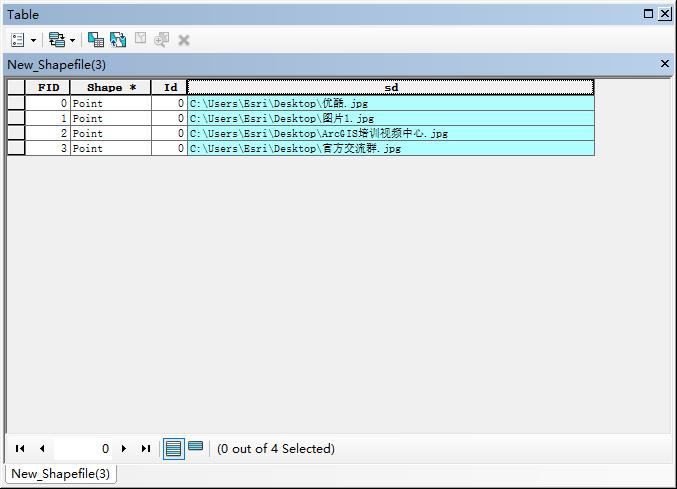 Table
New_Shapefile(3)
FID Shape * Id sd
0 Point 0 C:\Users\Esri\Desktop\优酷.jpg
1 Point 0 C:\Users\Esri\Desktop\图片1.jpg
2 Point 0 C:\Users\Esri\Desktop\ArcGIS培训视频中心.jpg
3 Point 0 C:\Users\Esri\Desktop\官方交流群.jpg
0 (0 out of 4 Selected)
New_Shapefile(3)